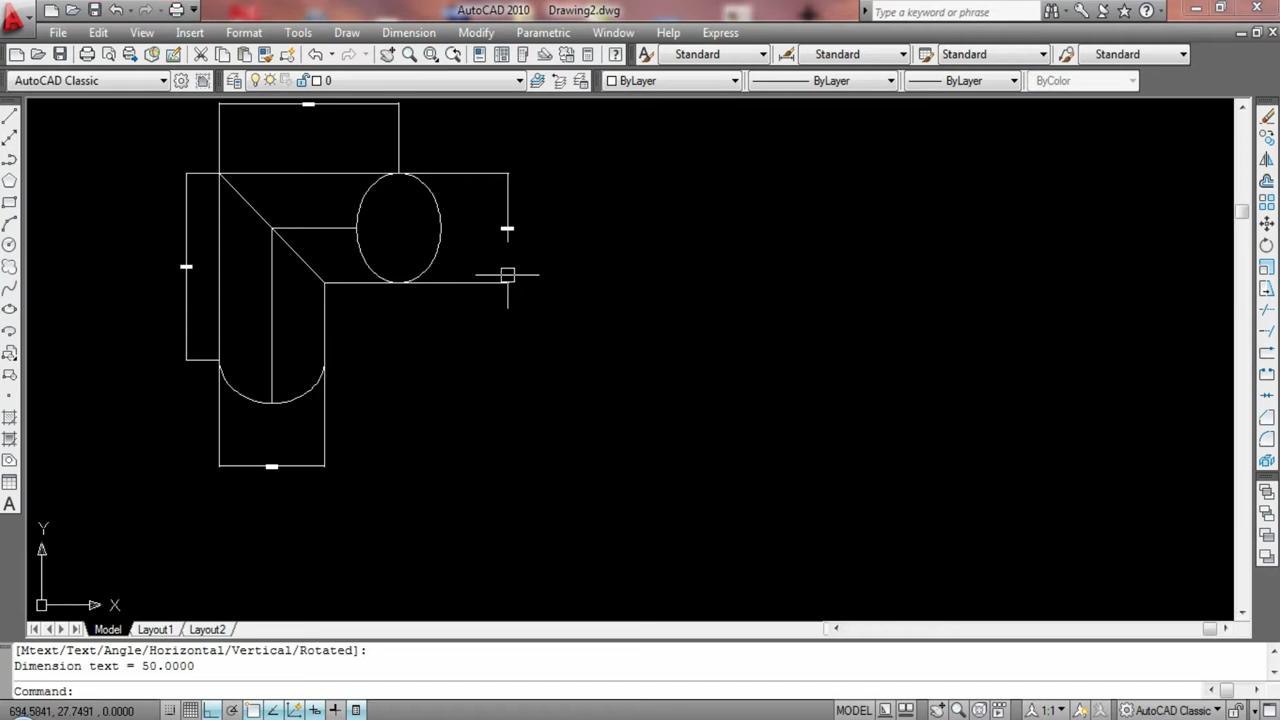 AutoCAD 2010 Drawing2.dwg
Type a keyword or phrase
File Edit View Insert Format Tools Draw Dimension Modify Parametric Window Help Express
Standard Standard Standard Standard
AutoCAD Classic 0 ByLayer ByLayer ByLayer ByColor
Y
X
Model Layout1 Layout2
[Mtext/Text/Angle/Horizontal/Vertical/Rotated]:
Dimension text = 50.0000
Command:
694.5841, 27.7491, 0.0000 MODEL 1:1 AutoCAD Classic